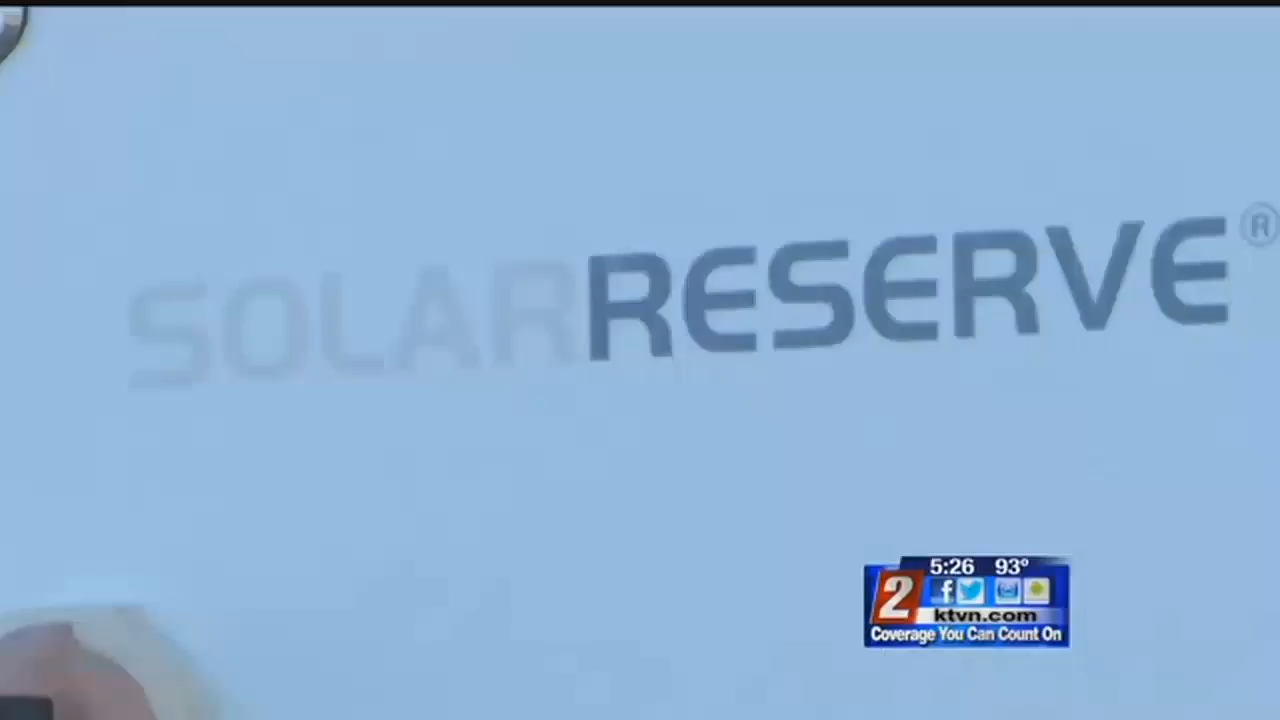 SOLARRESERVE®
5:26 93°
2
ktvn.com
Coverage You Can Count On